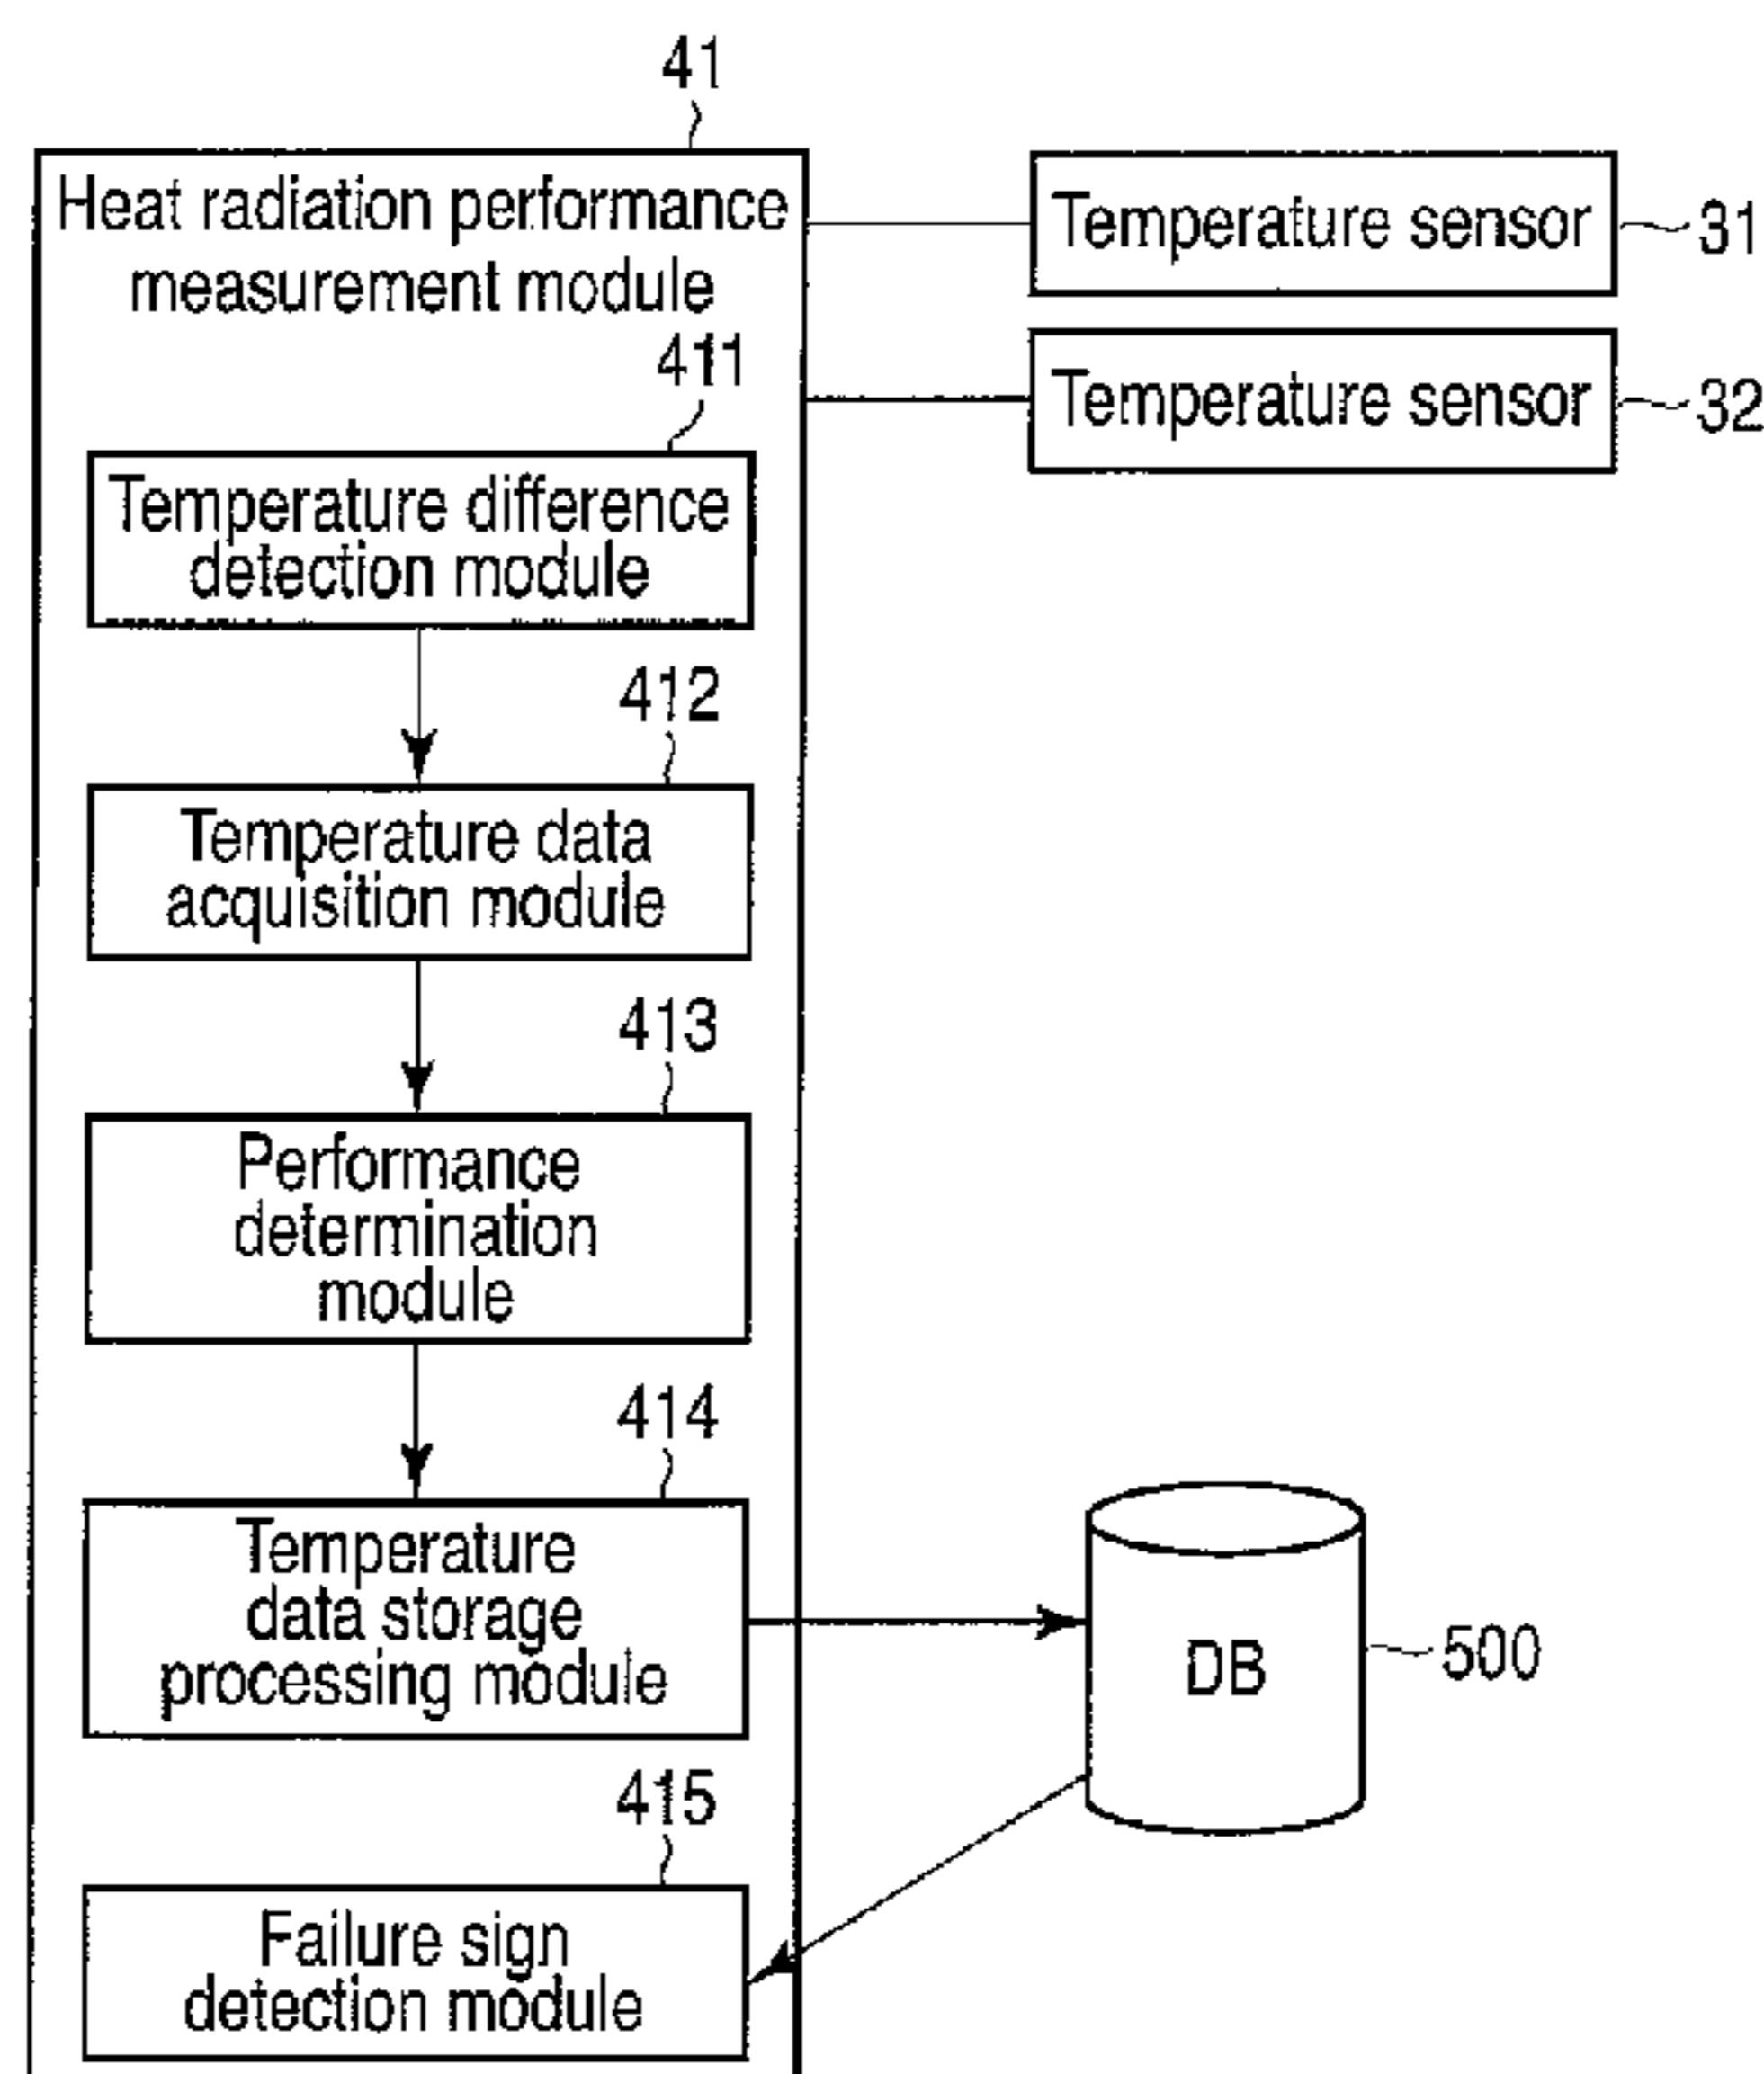 41
Heat radiation performance
measurement module
Temperature sensor
31
Temperature sensor
32
411
Temperature difference
detection module
412
Temperature data
acquisition module
413
Performance
determination
module
414
Temperature
data storage
processing module
DB
500
415
Failure sign
detection module